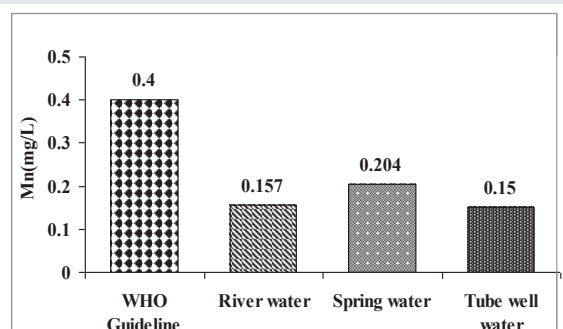 0.5
0.4
0.3
0.2
0.1
0
Mn(mg/L)
0.4
0.157
0.204
0.15
WHO
Guideline
River water
Spring water
Tube well
water